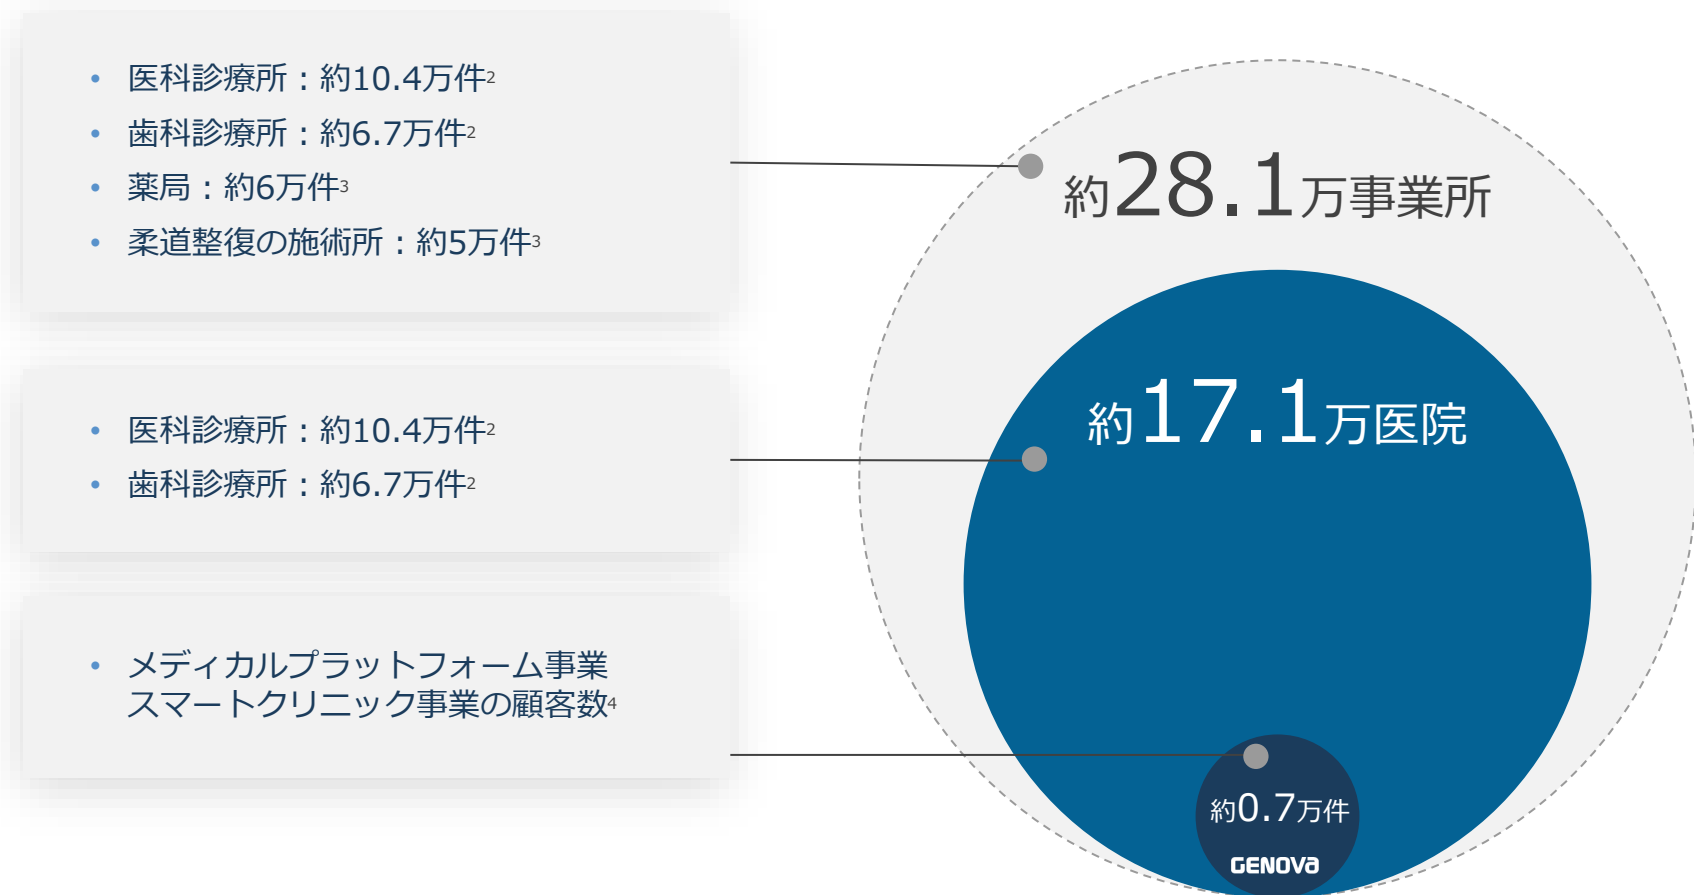 • 医科診療所：約10.4万件2
• 歯科診療所：約6.7万件2
• 薬局：約6万件3
• 柔道整復の施術所：約5万件3
約28.1万事業所
• 医科診療所：約10.4万件2
• 歯科診療所：約6.7万件2
約17.1万医院
• メディカルプラットフォーム事業
スマートクリニック事業の顧客数4
約0.7万件
GENOVA